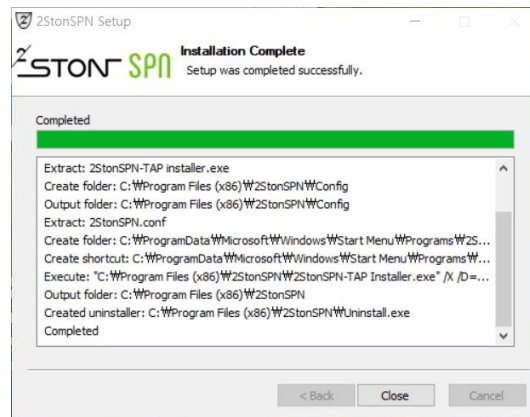 2StonSPN Setup
2STON SPN
Installation Complete
Setup was completed successfully.
Completed
Extract: 2StonSPN-TAP installer.exe
Create folder: C:₩Program Files (x86)₩2StonSPN₩Config
Output folder: C:₩Program Files (x86)₩2StonSPN₩Config
Extract: 2StonSPN.conf
Create folder: C:₩ProgramData₩Microsoft₩Windows₩Start Menu₩Programs₩2S...
Create shortcut: C:₩ProgramData₩Microsoft₩Windows₩Start Menu₩Programs₩...
Execute: "C:₩Program Files (x86)₩2StonSPN₩2StonSPN-TAP Installer.exe" /X /D=...
Output folder: C:₩Program Files (x86)₩2StonSPN
Created uninstaller: C:₩Program Files (x86)₩2StonSPN₩Uninstall.exe
Completed
< Back Close Cancel